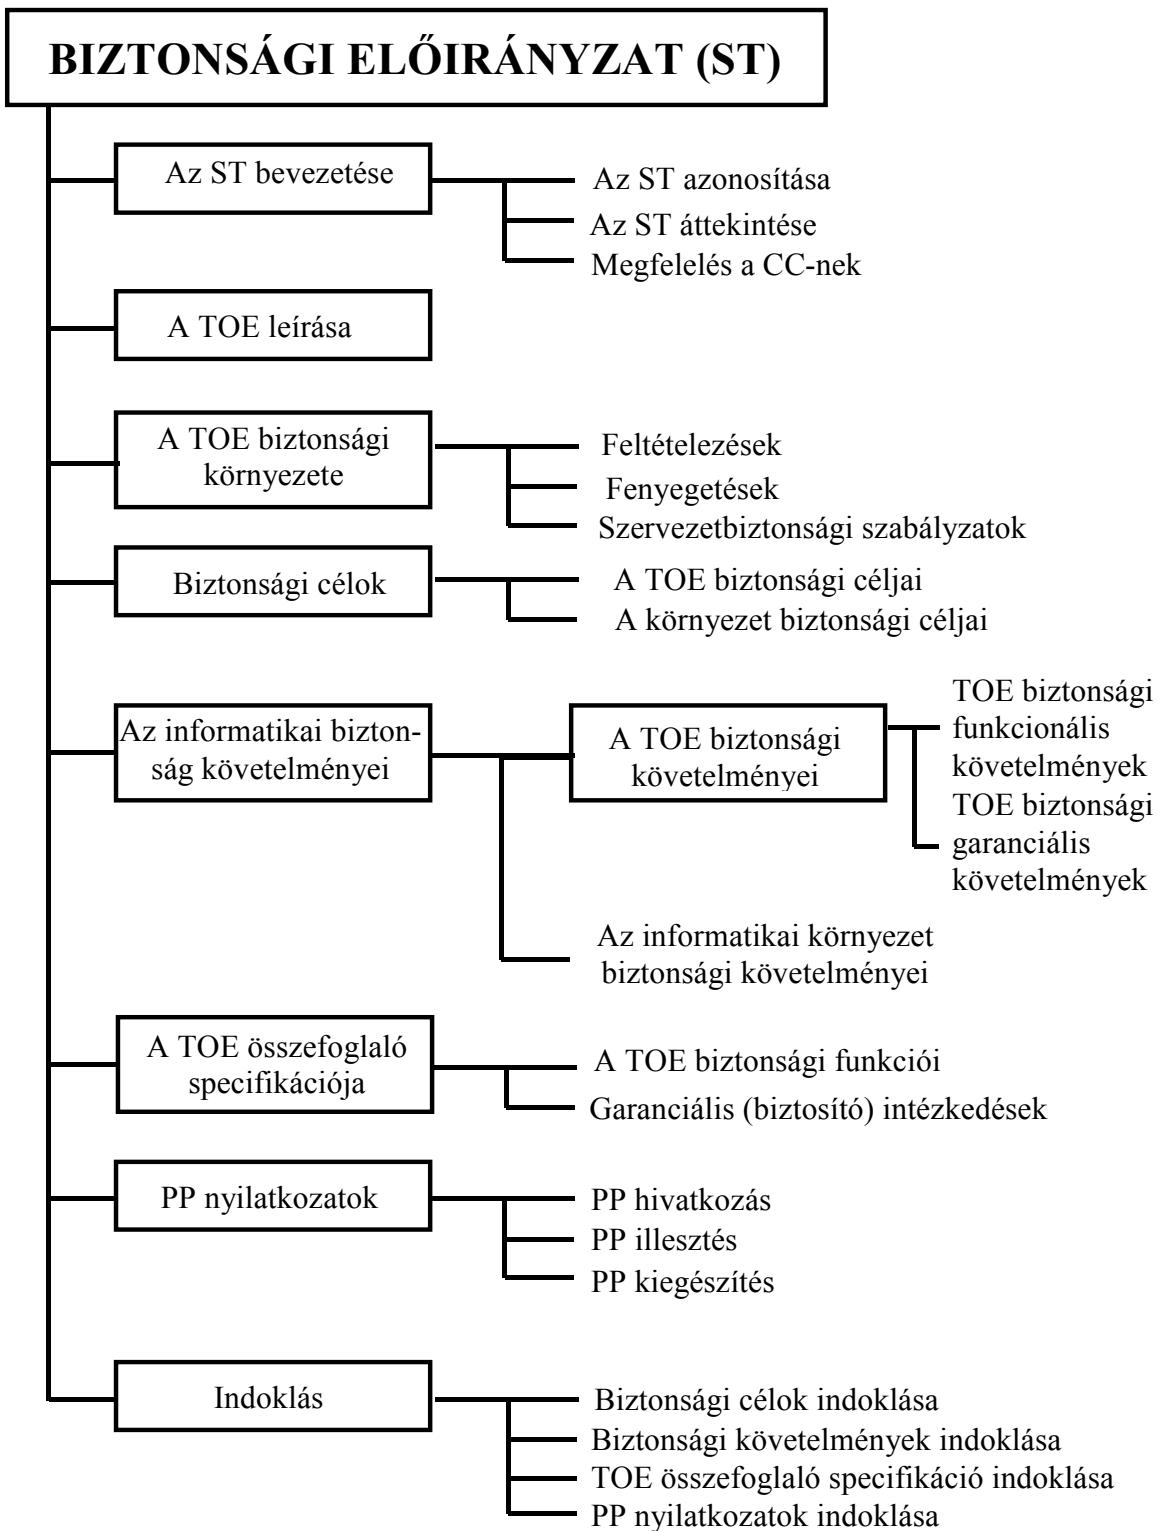 BIZTONSÁGI ELŐIRÁNYZAT (ST)
Az ST bevezetése
Az ST azonosítása
Az ST áttekintése
Megfelelés a CC-nek
A TOE leírása
A TOE biztonsági
környezete
Feltételezések
Fenyegetések
Szervezetbiztonsági szabályzatok
Biztonsági célok
A TOE biztonsági céljai
A környezet biztonsági céljai
Az informatikai bizton-
ság követelményei
A TOE biztonsági
követelményei
TOE biztonsági
funkcionális
követelmények
TOE biztonsági
garanciális
követelmények
Az informatikai környezet
biztonsági követelményei
A TOE összefoglaló
specifikációja
A TOE biztonsági funkciói
Garanciális (biztosító) intézkedések
PP nyilatkozatok
PP hivatkozás
PP illesztés
PP kiegészítés
Indoklás
Biztonsági célok indoklása
Biztonsági követelmények indoklása
TOE összefoglaló specifikáció indoklása
PP nyilatkozatok indoklása